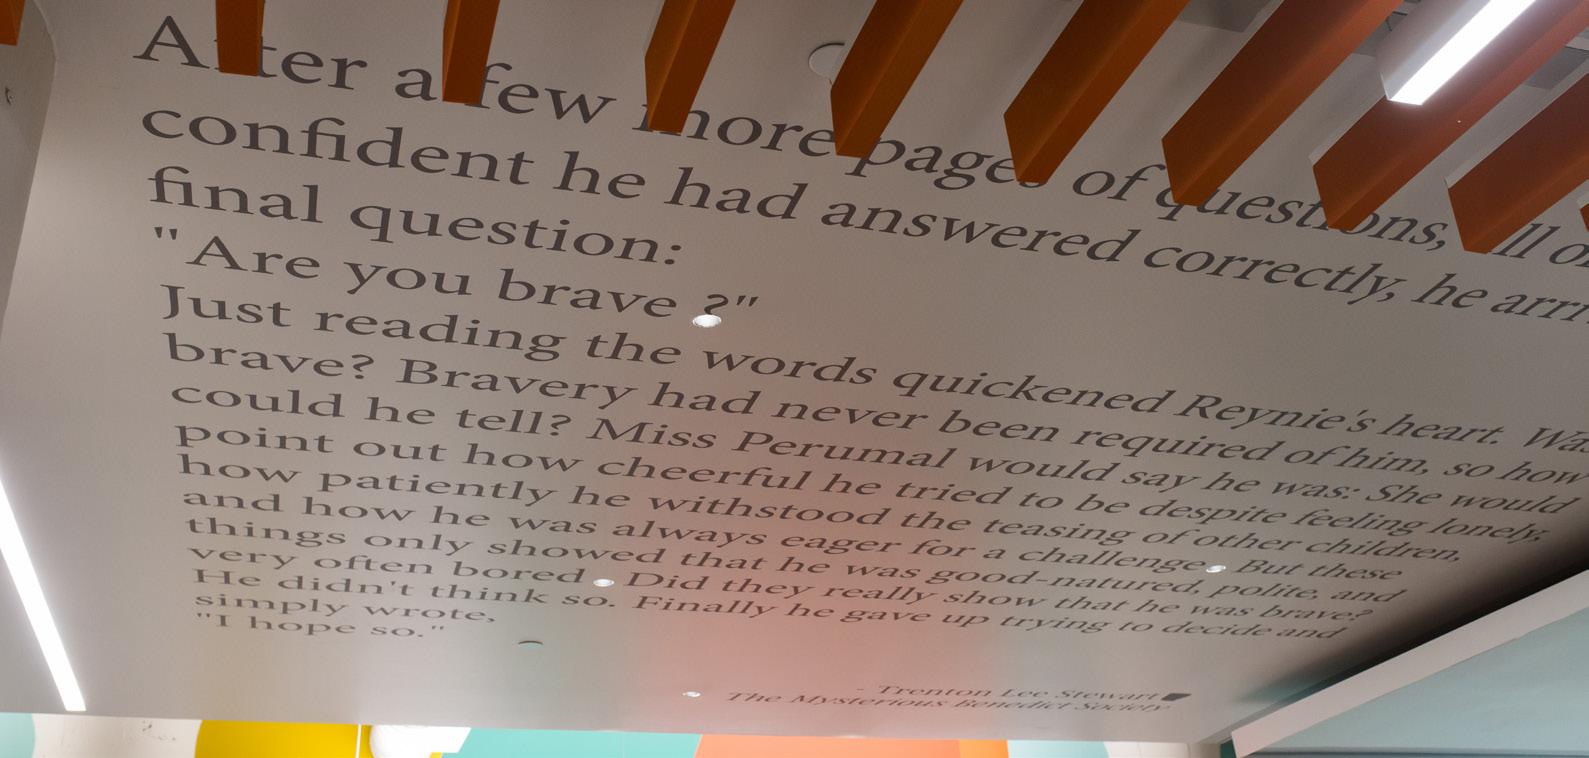 After a few more pages of questions, all of
confident he had answered correctly, he
final question:
"Are you brave ?"
Just reading the words quickened Reynie's heart. Was
brave? Bravery had never been required of him, so how
could he tell? Miss Perumal would say he was: She would
point out how cheerful he tried to be despite feeling lonely,
how patiently he withstood the teasing of other children,
and how he was always eager for a challenge. But these
things only showed that he was good-natured, polite, and
very often bored. Did they really show that he was brave?
He didn't think so. Finally he gave up trying to decide and
simply wrote,
"I hope so."
- Trenton Lee Stewart
The Mysterious Benedict Society